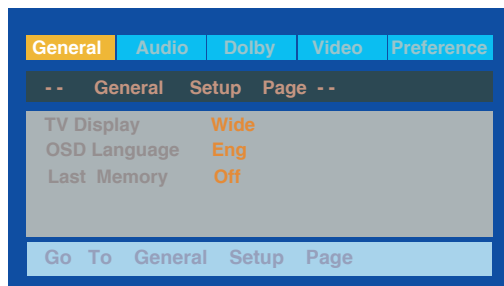 General Audio Dolby Video Preference
-- General Setup Page --
TV Display Wide
OSD Language Eng
Last Memory Off
Go To General Setup Page